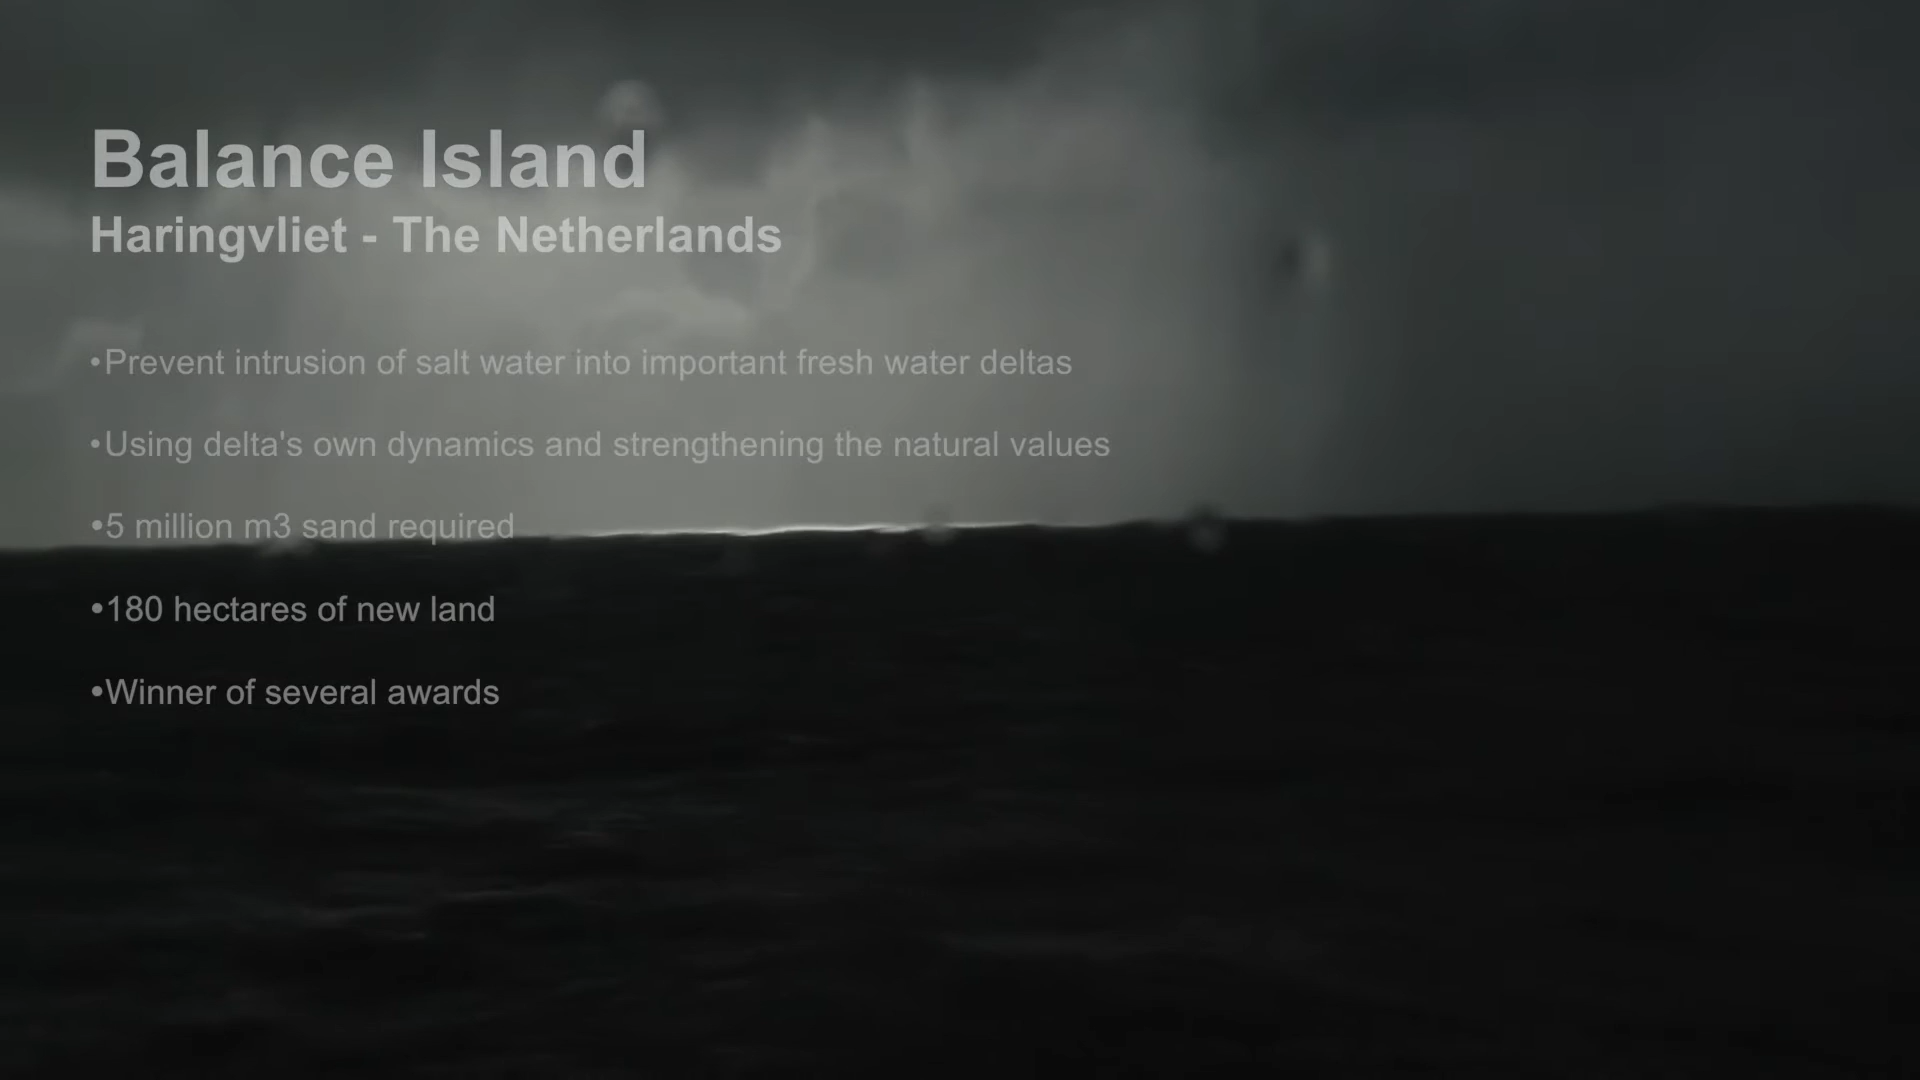 Balance Island
Haringvliet - The Netherlands
•Prevent intrusion of salt water into important fresh water deltas
•Using delta's own dynamics and strengthening the natural values
•5 million m3 sand required
•180 hectares of new land
•Winner of several awards